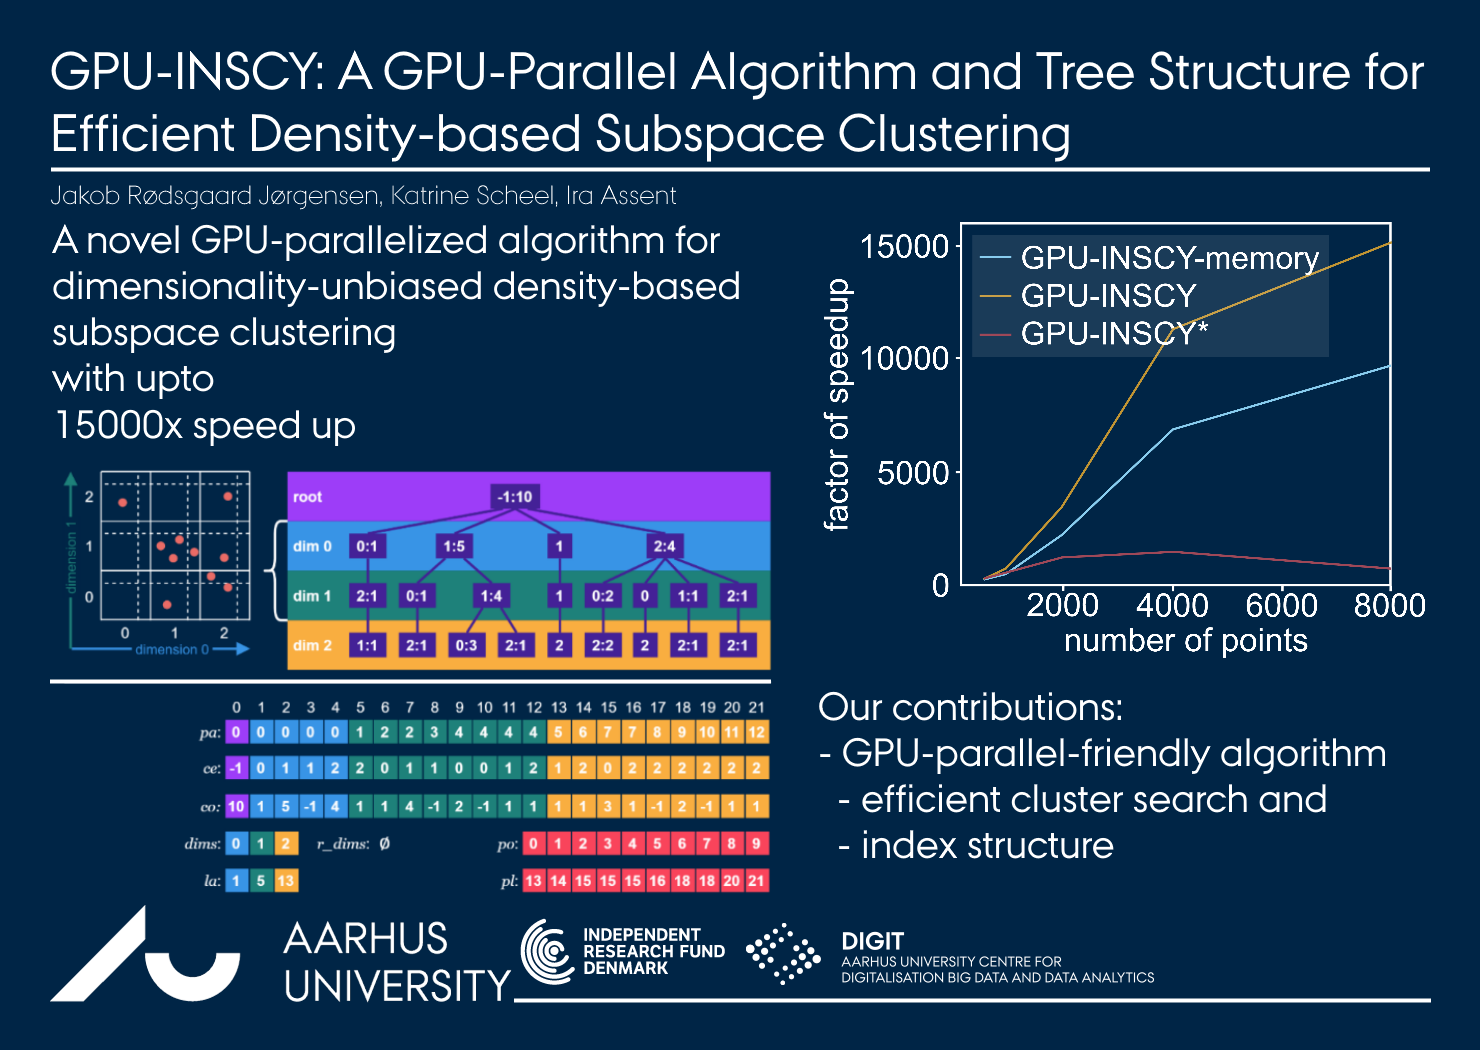 GPU-INSCY: A GPU-Parallel Algorithm and Tree Structure for
Efficient Density-based Subspace Clustering
Jakob Rødsgaard Jørgensen, Katrine Scheel, Ira Assent
A novel GPU-parallelized algorithm for
dimensionality-unbiased density-based
subspace clustering
with upto
15000x speed up
2
1
0
dimension 1
0 1 2
dimension 0
root -1:10
dim 0 0:1 1:5 1 2:4
dim 1 2:1 0:1 1:4 1 0:2 0 1:1 2:1
dim 2 1:1 2:1 0:3 2:1 2 2:2 2 2:1 2:1
0 1 2 3 4 5 6 7 8 9 10 11 12 13 14 15 16 17 18 19 20 21
pa: 0 0 0 0 0 1 2 2 3 4 4 4 4 5 6 7 7 8 9 10 11 12
ce: -1 0 1 1 2 2 0 1 1 0 0 1 2 1 2 0 2 2 2 2 2 2
co: 10 1 5 -1 4 1 1 4 -1 2 -1 1 1 1 1 3 1 -1 2 -1 1 1
dims: 0 1 2 r_dims: Ø po: 0 1 2 3 4 5 6 7 8 9
la: 1 5 13 pl: 13 14 15 15 15 16 18 18 20 21
factor of speedup
15000
10000
5000
0
GPU-INSCY-memory
GPU-INSCY
GPU-INSCY*
2000 4000 6000 8000
number of points
Our contributions:
- GPU-parallel-friendly algorithm
- efficient cluster search and
- index structure
AARHUS
UNIVERSITY
INDEPENDENT
RESEARCH FUND
DENMARK
DIGIT
AARHUS UNIVERSITY CENTRE FOR
DIGITALISATION BIG DATA AND DATA ANALYTICS